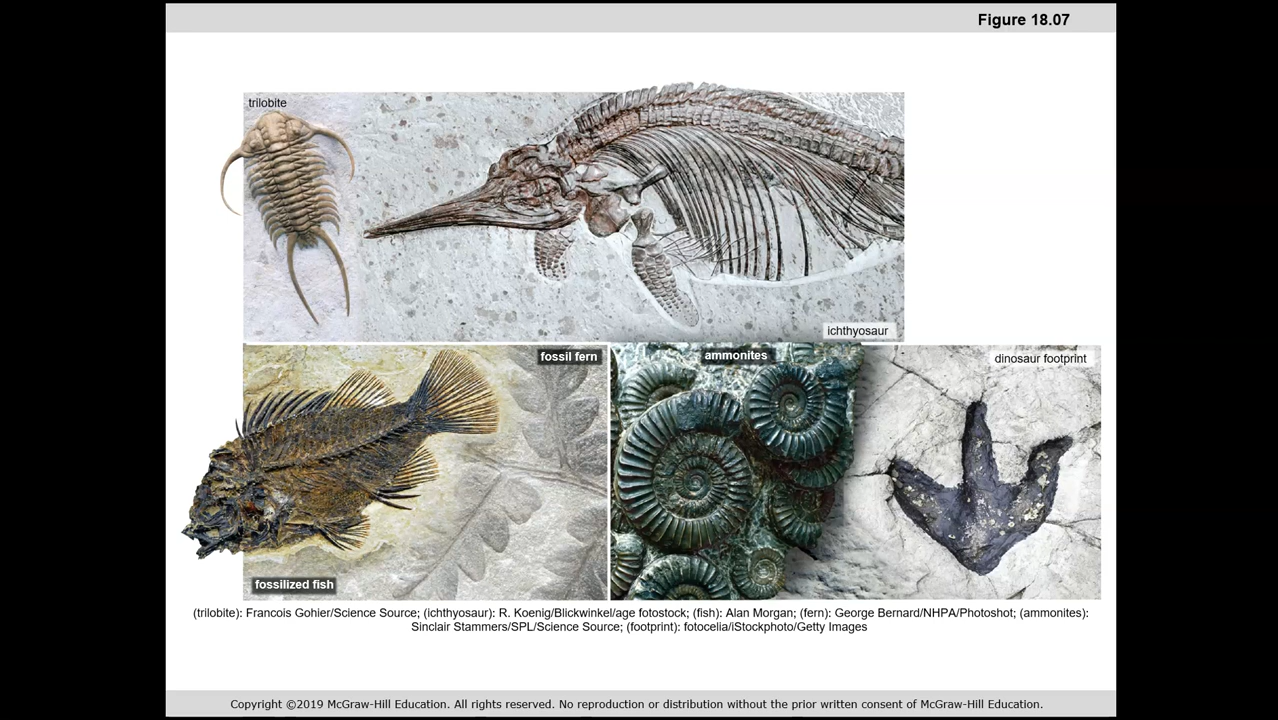 Figure 18.07
trilobite
ichthyosaur
fossil fern
ammonites
dinosaur footprint
fossilized fish
(trilobite): Francois Gohier/Science Source; (ichthyosaur): R. Koenig/Blickwinkel/age fotostock; (fish): Alan Morgan; (fern): George Bernard/NHPA/Photoshot; (ammonites):
Sinclair Stammers/SPL/Science Source; (footprint): fotocelia/iStockphoto/Getty Images
Copyright ©2019 McGraw-Hill Education. All rights reserved. No reproduction or distribution without the prior written consent of McGraw-Hill Education.